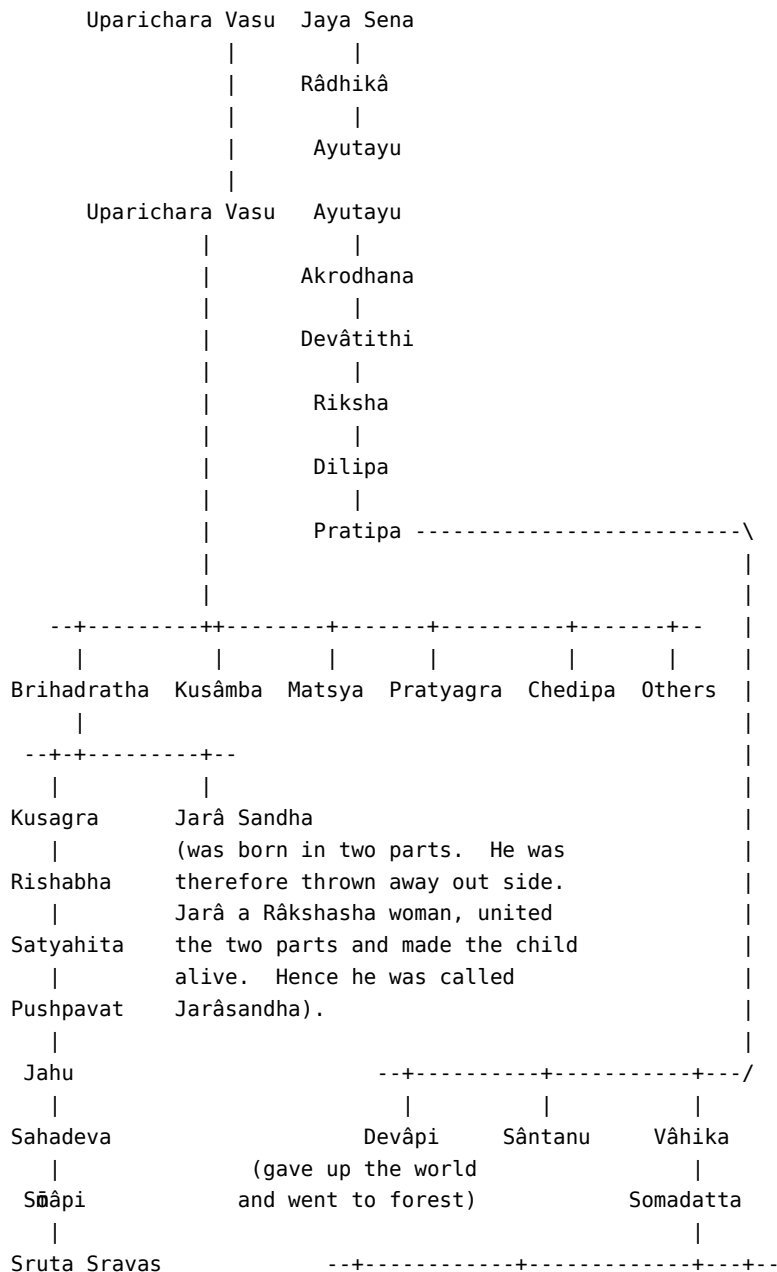 Uparichara Vasu  Jaya Sena
Râdhikâ
Ayutayu
Uparichara Vasu   Ayutayu
Akrodhana
Devâtithi
Riksha
Dilipa
Pratipa
Brihadratha  Kusâmba  Matsya  Pratyagra  Chedipa  Others
Kusagra      Jarâ Sandha
(was born in two parts.  He was
Rishabha     therefore thrown away out side.
Jarâ a Râkshasha woman, united
Satyahita    the two parts and made the child
alive.  Hence he was called
Pushpavat    Jarâsandha).
Jahu
Sahadeva                    Devâpi     Sântanu     Vâhika
(gave up the world
and went to forest)            Somadatta
Sruta Sravas